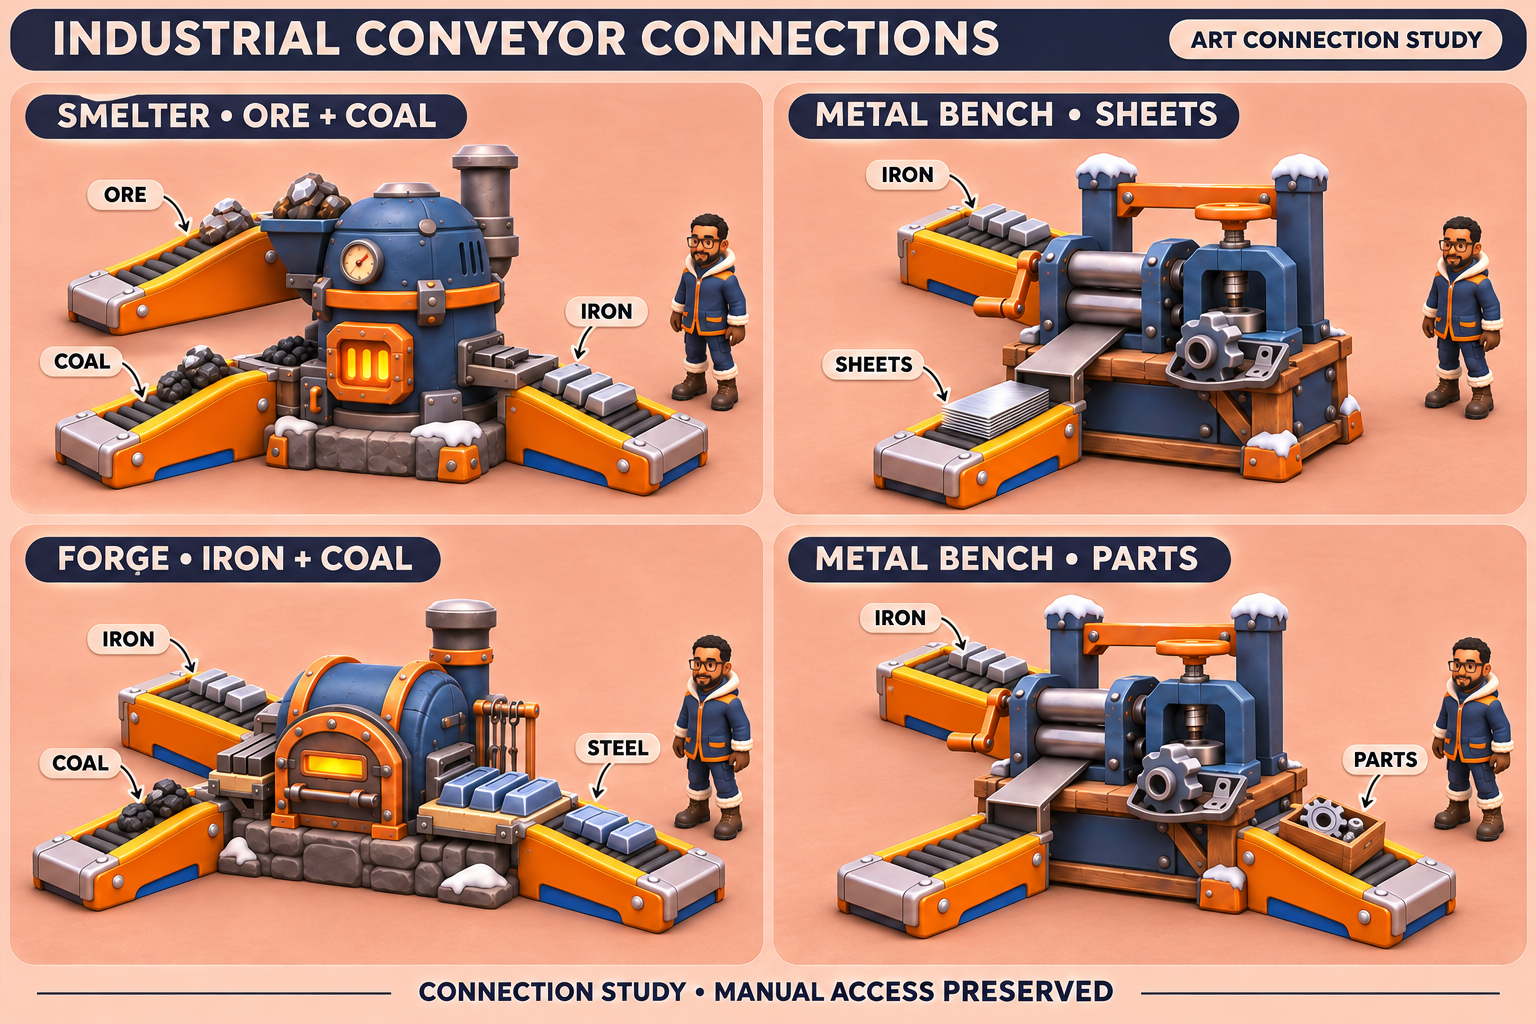 INDUSTRIAL CONVEYOR CONNECTIONS
ART CONNECTION STUDY
SMELTER • ORE + COAL
ORE
COAL
IRON
METAL BENCH • SHEETS
IRON
SHEETS
FORGE • IRON + COAL
IRON
COAL
STEEL
METAL BENCH • PARTS
IRON
PARTS
CONNECTION STUDY • MANUAL ACCESS PRESERVED